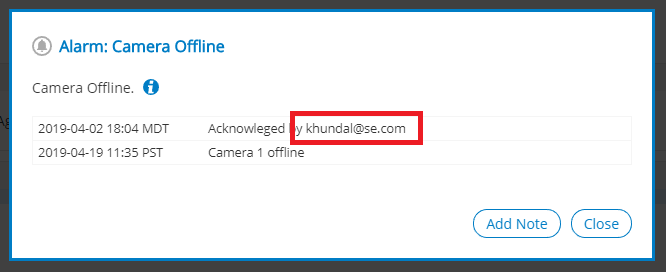 Alarm: Camera Offline
Camera Offline.
2019-04-02 18:04 MDT Acknowleged by khundal@se.com
2019-04-19 11:35 PST Camera 1 offline
Add Note Close